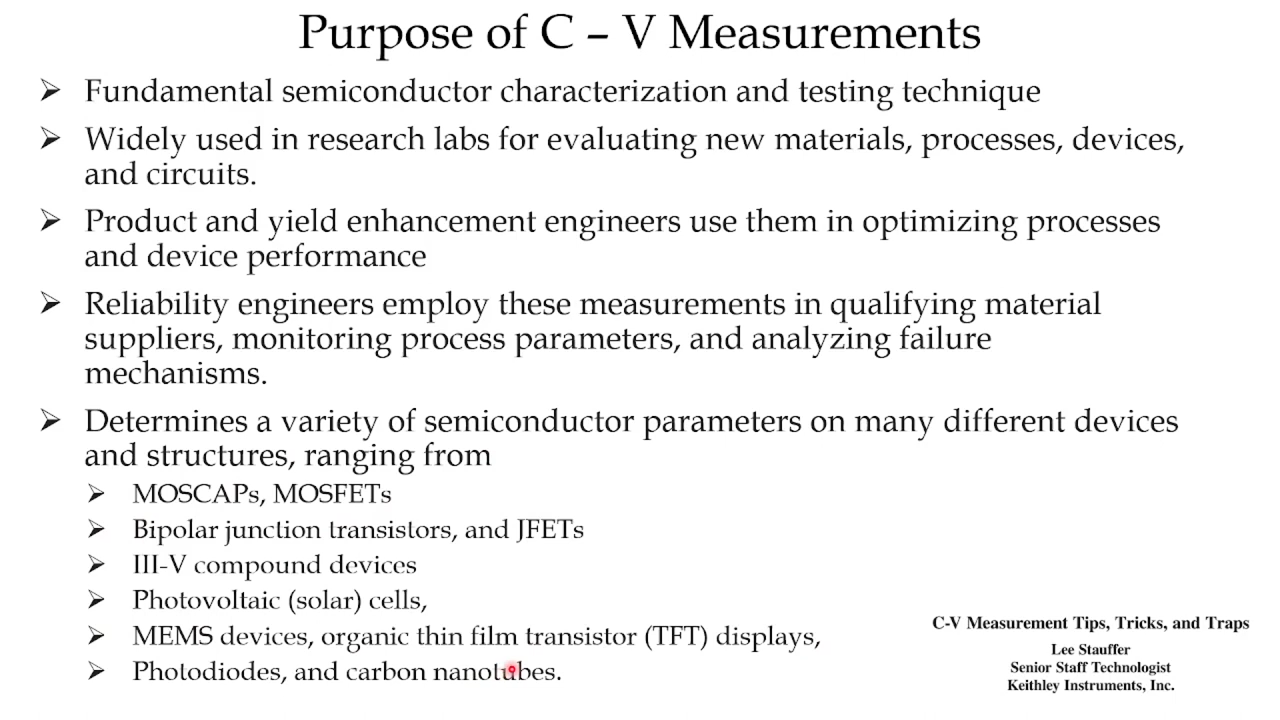 Purpose of C – V Measurements
➢ Fundamental semiconductor characterization and testing technique
➢ Widely used in research labs for evaluating new materials, processes, devices,
and circuits.
➢ Product and yield enhancement engineers use them in optimizing processes
and device performance
➢ Reliability engineers employ these measurements in qualifying material
suppliers, monitoring process parameters, and analyzing failure
mechanisms.
➢ Determines a variety of semiconductor parameters on many different devices
and structures, ranging from
➢ MOSCAPs, MOSFETs
➢ Bipolar junction transistors, and JFETs
➢ III-V compound devices
➢ Photovoltaic (solar) cells,
➢ MEMS devices, organic thin film transistor (TFT) displays,
➢ Photodiodes, and carbon nanotubes.
C-V Measurement Tips, Tricks, and Traps
Lee Stauffer
Senior Staff Technologist
Keithley Instruments, Inc.